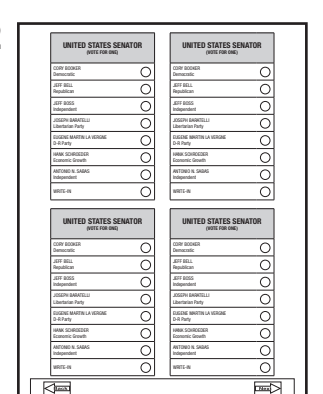 UNITED STATES SENATOR
(VOTE FOR ONE)
CORY BOOKER
Democratic
JEFF BELL
Republican
JEFF BOSS
Independent
JOSEPH BARATELLI
Libertarian Party
EUGENE MARTIN LA VERGNE
D-R Party
HANK SCHROEDER
Economic Growth
ANTONIO N. SABAS
Independent
WRITE-IN
UNITED STATES SENATOR
(VOTE FOR ONE)
CORY BOOKER
Democratic
JEFF BELL
Republican
JEFF BOSS
Independent
JOSEPH BARATELLI
Libertarian Party
EUGENE MARTIN LA VERGNE
D-R Party
HANK SCHROEDER
Economic Growth
ANTONIO N. SABAS
Independent
WRITE-IN
UNITED STATES SENATOR
(VOTE FOR ONE)
CORY BOOKER
Democratic
JEFF BELL
Republican
JEFF BOSS
Independent
JOSEPH BARATELLI
Libertarian Party
EUGENE MARTIN LA VERGNE
D-R Party
HANK SCHROEDER
Economic Growth
ANTONIO N. SABAS
Independent
WRITE-IN
UNITED STATES SENATOR
(VOTE FOR ONE)
CORY BOOKER
Democratic
JEFF BELL
Republican
JEFF BOSS
Independent
JOSEPH BARATELLI
Libertarian Party
EUGENE MARTIN LA VERGNE
D-R Party
HANK SCHROEDER
Economic Growth
ANTONIO N. SABAS
Independent
WRITE-IN